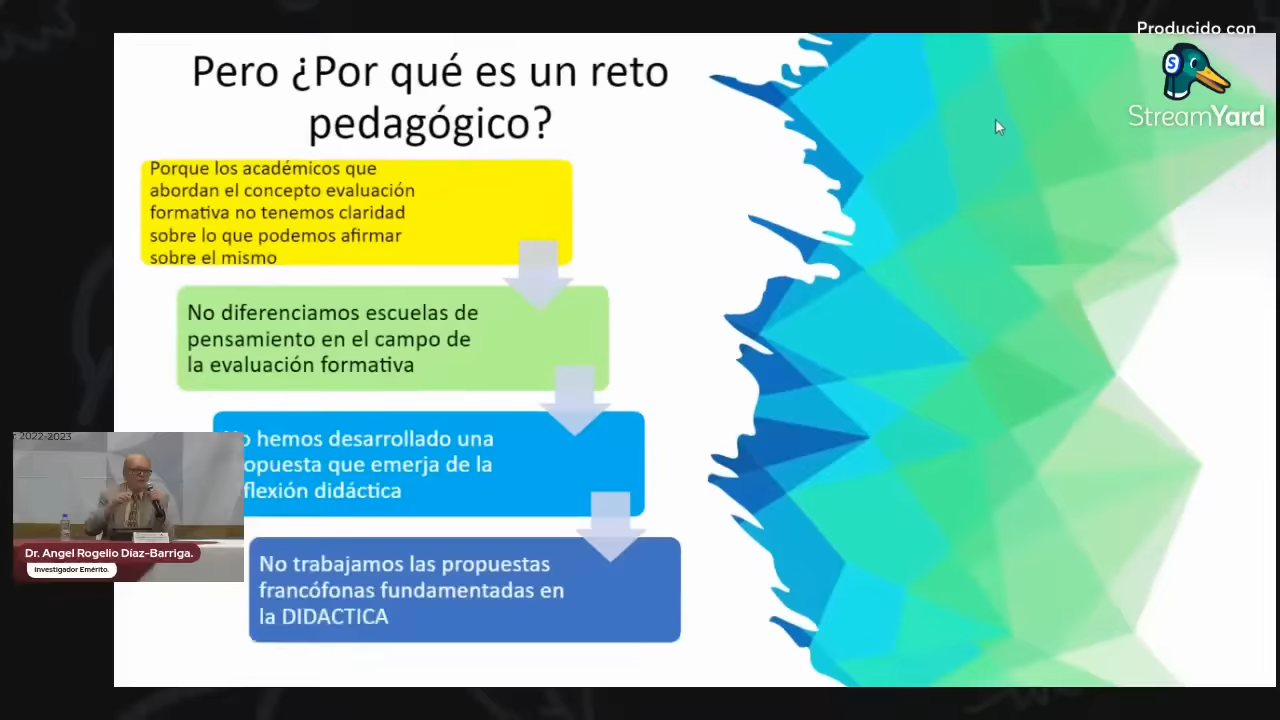 Producido con
StreamYard
Pero ¿Por qué es un reto
pedagógico?
Porque los académicos que
abordan el concepto evaluación
formativa no tenemos claridad
sobre lo que podemos afirmar
sobre el mismo
No diferenciamos escuelas de
pensamiento en el campo de
la evaluación formativa
o hemos desarrollado una
opuesta que emerja de la
flexión didáctica
No trabajamos las propuestas
francófonas fundamentadas en
la DIDACTICA
2022-2023
Dr. Angel Rogelio Díaz-Barriga.
Investigador Emérito.